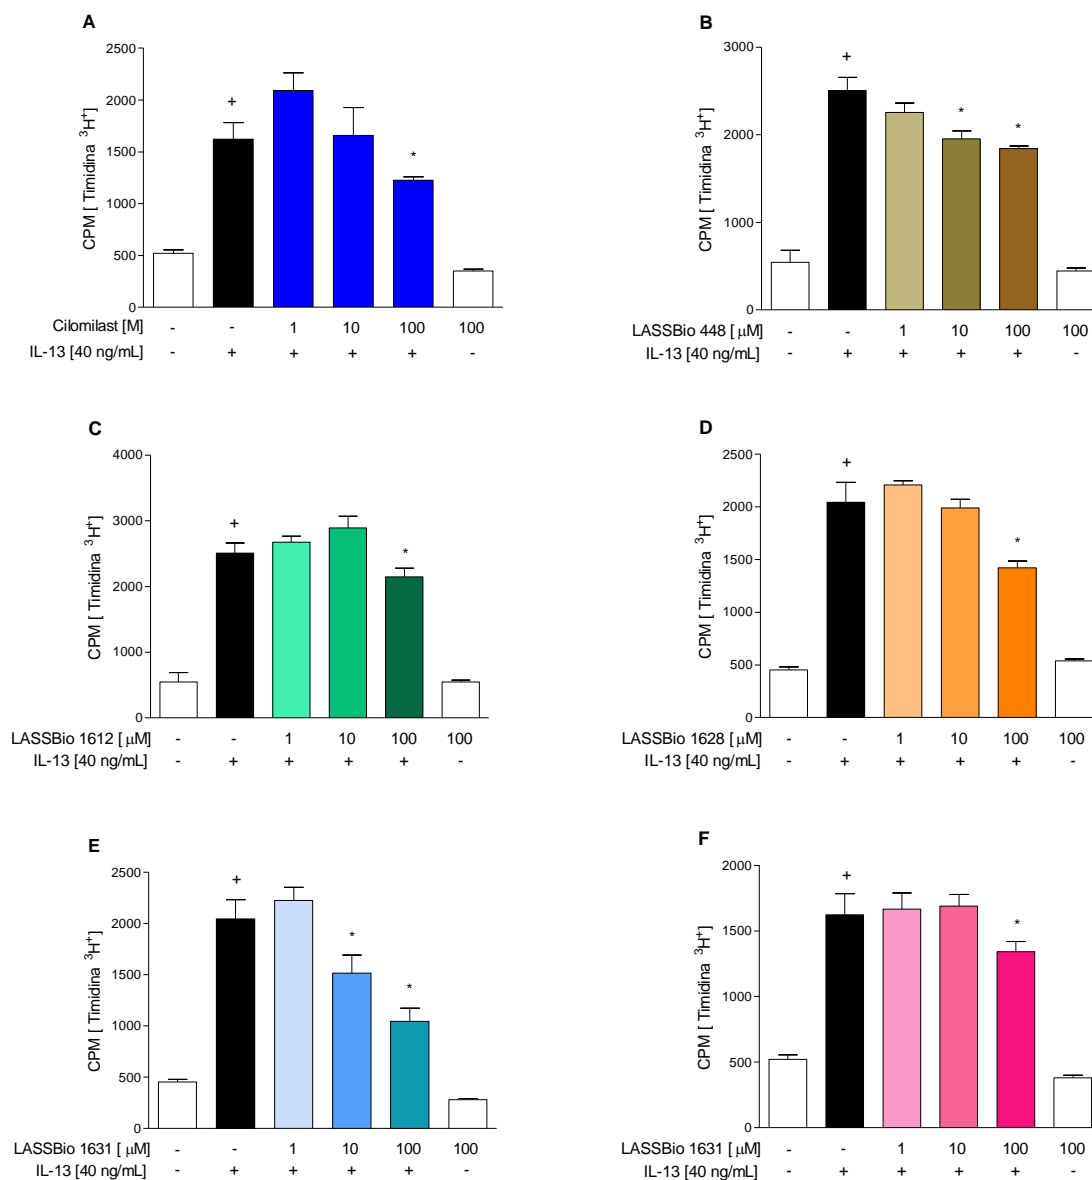 A
CPM [ Timidina ³H⁺]
2500
2000
1500
1000
500
0
+
*
Cilomilast [M] - - 1 10 100 100
IL-13 [40 ng/mL] - + + + + -
B
CPM [ Timidina ³H⁺]
3000
2000
1000
0
+
* *
LASSBio 448 [ μM] - - 1 10 100 100
IL-13 [40 ng/mL] - + + + + -
C
CPM [ Timidina ³H⁺]
4000
3000
2000
1000
0
+
*
LASSBio 1612 [ μM] - - 1 10 100 100
IL-13 [40 ng/mL] - + + + + -
D
CPM [ Timidina ³H⁺]
2500
2000
1500
1000
500
0
+
*
LASSBio 1628 [ μM] - - 1 10 100 100
IL-13 [40 ng/mL] - + + + + -
E
CPM [ Timidina ³H⁺]
2500
2000
1500
1000
500
0
+
*
*
LASSBio 1631 [ μM] - - 1 10 100 100
IL-13 [40 ng/mL] - + + + + -
F
CPM [ Timidina ³H⁺]
2000
1500
1000
500
0
+
*
LASSBio 1631 [ μM] - - 1 10 100 100
IL-13 [40 ng/mL] - + + + + -